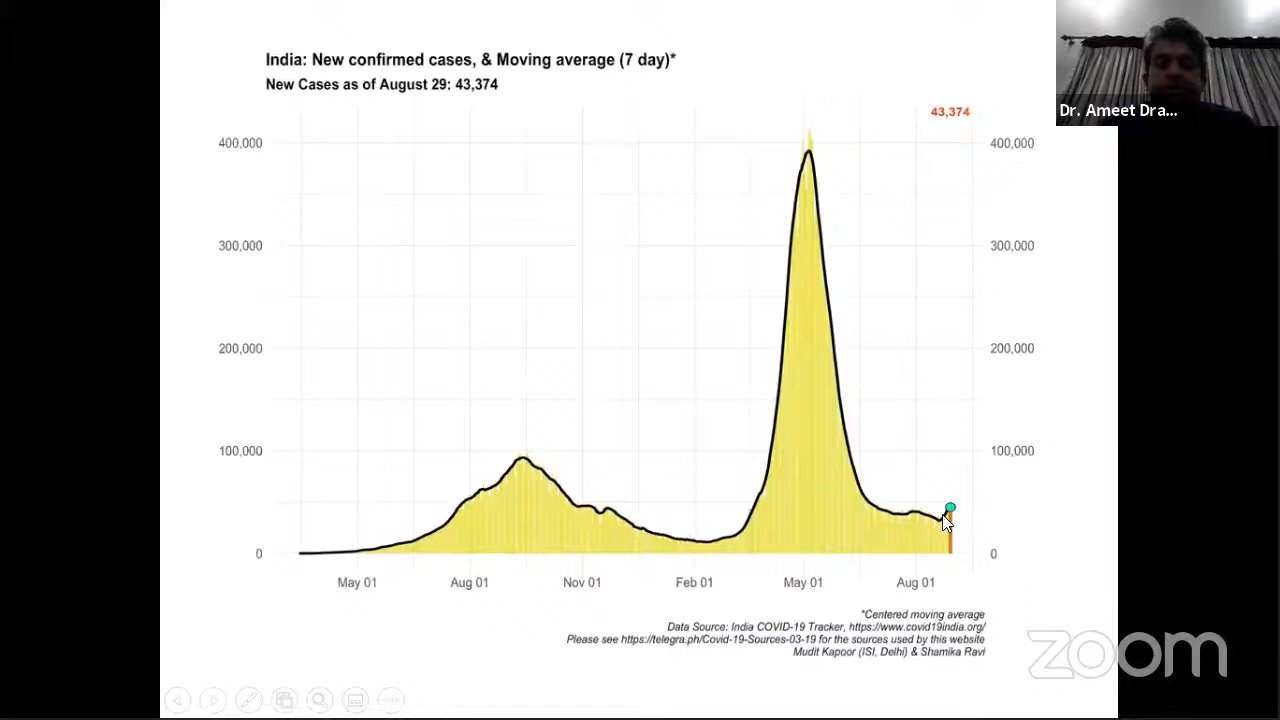 India: New confirmed cases, & Moving average (7 day)*
New Cases as of August 29: 43,374
Dr. Ameet Dra...
43,374
400,000
400,000
300,000
300,000
200,000
200,000
100,000
100,000
0
0
May 01
Aug 01
Nov 01
Feb 01
May 01
Aug 01
*Centered moving average
Data Source: India COVID-19 Tracker, https://www.covid19india.org/
Please see https://telegra.ph/Covid-19-Sources-03-19 for the sources used by this website
Mudit Kapoor (ISI, Delhi) & Shamika Ravi
zoom